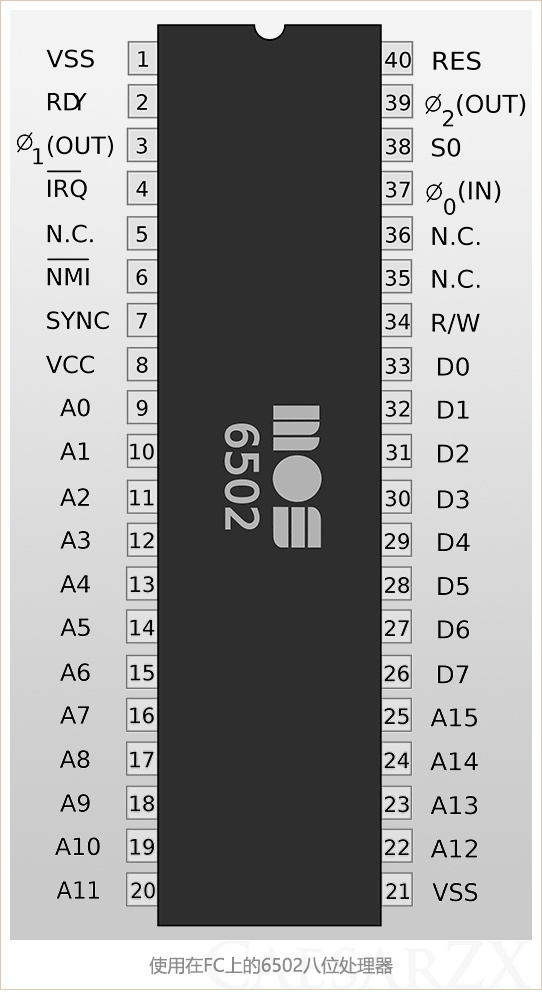 VSS 1 40 RES
RDY 2 39 ∅2(OUT)
∅1(OUT) 3 38 S0
IRQ 4 37 ∅0(IN)
N.C. 5 36 N.C.
NMI 6 35 N.C.
SYNC 7 34 R/W
VCC 8 33 D0
A0 9 32 D1
A1 10 31 D2
A2 11 30 D3
A3 12 29 D4
A4 13 28 D5
A5 14 27 D6
A6 15 26 D7
A7 16 25 A15
A8 17 24 A14
A9 18 23 A13
A10 19 22 A12
A11 20 21 VSS
mos
6502
CAESARZX
使用在FC上的6502八位处理器